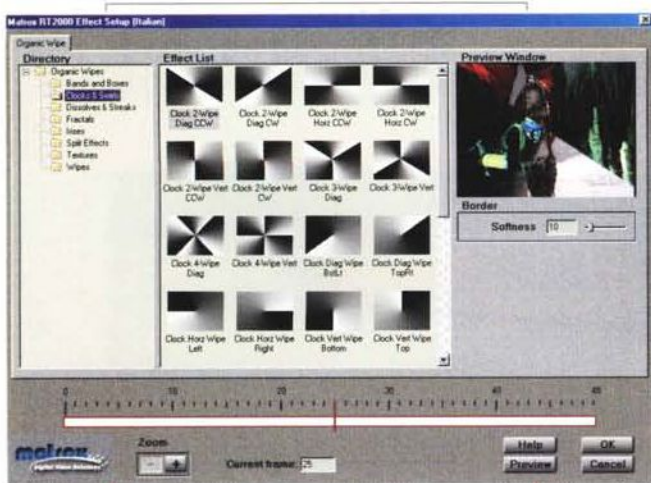 Matrox RT2000 Effect Setup (Italian)
Organic Wipe
Directory
Organic Wipes
Bands and Boxes
Clocks & Swirls
Dissolves & Streaks
Fractals
Irises
Split Effects
Textures
Wipes
Effect List
Clock 2-Wipe Diag CCW
Clock 2-Wipe Diag CW
Clock 2-Wipe Horz CCW
Clock 2-Wipe Horz CW
Clock 2-Wipe Vert CCW
Clock 2-Wipe Vert CW
Clock 3-Wipe Diag
Clock 3-Wipe Vert
Clock 4-Wipe Diag
Clock 4-Wipe Vert
Clock Diag Wipe BotLt
Clock Diag Wipe TopRt
Clock Horz Wipe Left
Clock Horz Wipe Right
Clock Vert Wipe Bottom
Clock Vert Wipe Top
Preview Window
Border
Softness 10
0 10 20 30 40
matrox
Digital Video Solutions
Zoom
- +
Current frame: 25
Help
OK
Preview
Cancel